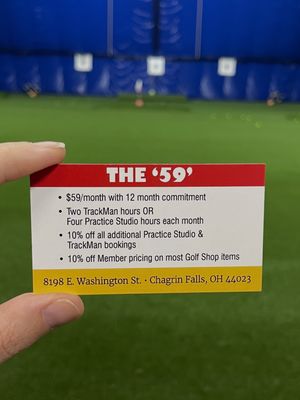 THE ‘59’
• $59/month with 12 month commitment
• Two TrackMan hours OR
Four Practice Studio hours each month
• 10% off all additional Practice Studio &
TrackMan bookings
• 10% off Member pricing on most Golf Shop items
8198 E. Washington St. · Chagrin Falls, OH 44023